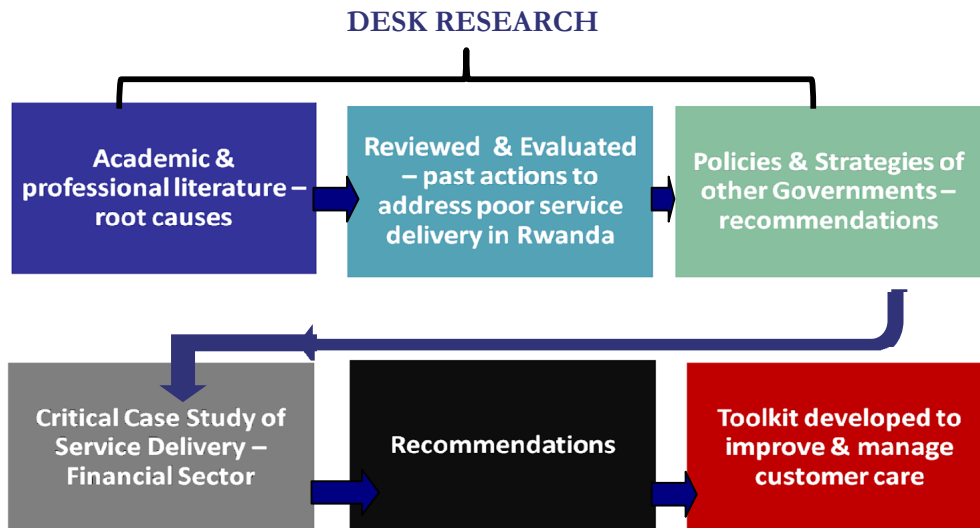 DESK RESEARCH
Academic &
professional literature –
root causes
Reviewed & Evaluated
– past actions to
address poor service
delivery in Rwanda
Policies & Strategies of
other Governments –
recommendations
Critical Case Study of
Service Delivery –
Financial Sector
Recommendations
Toolkit developed to
improve & manage
customer care